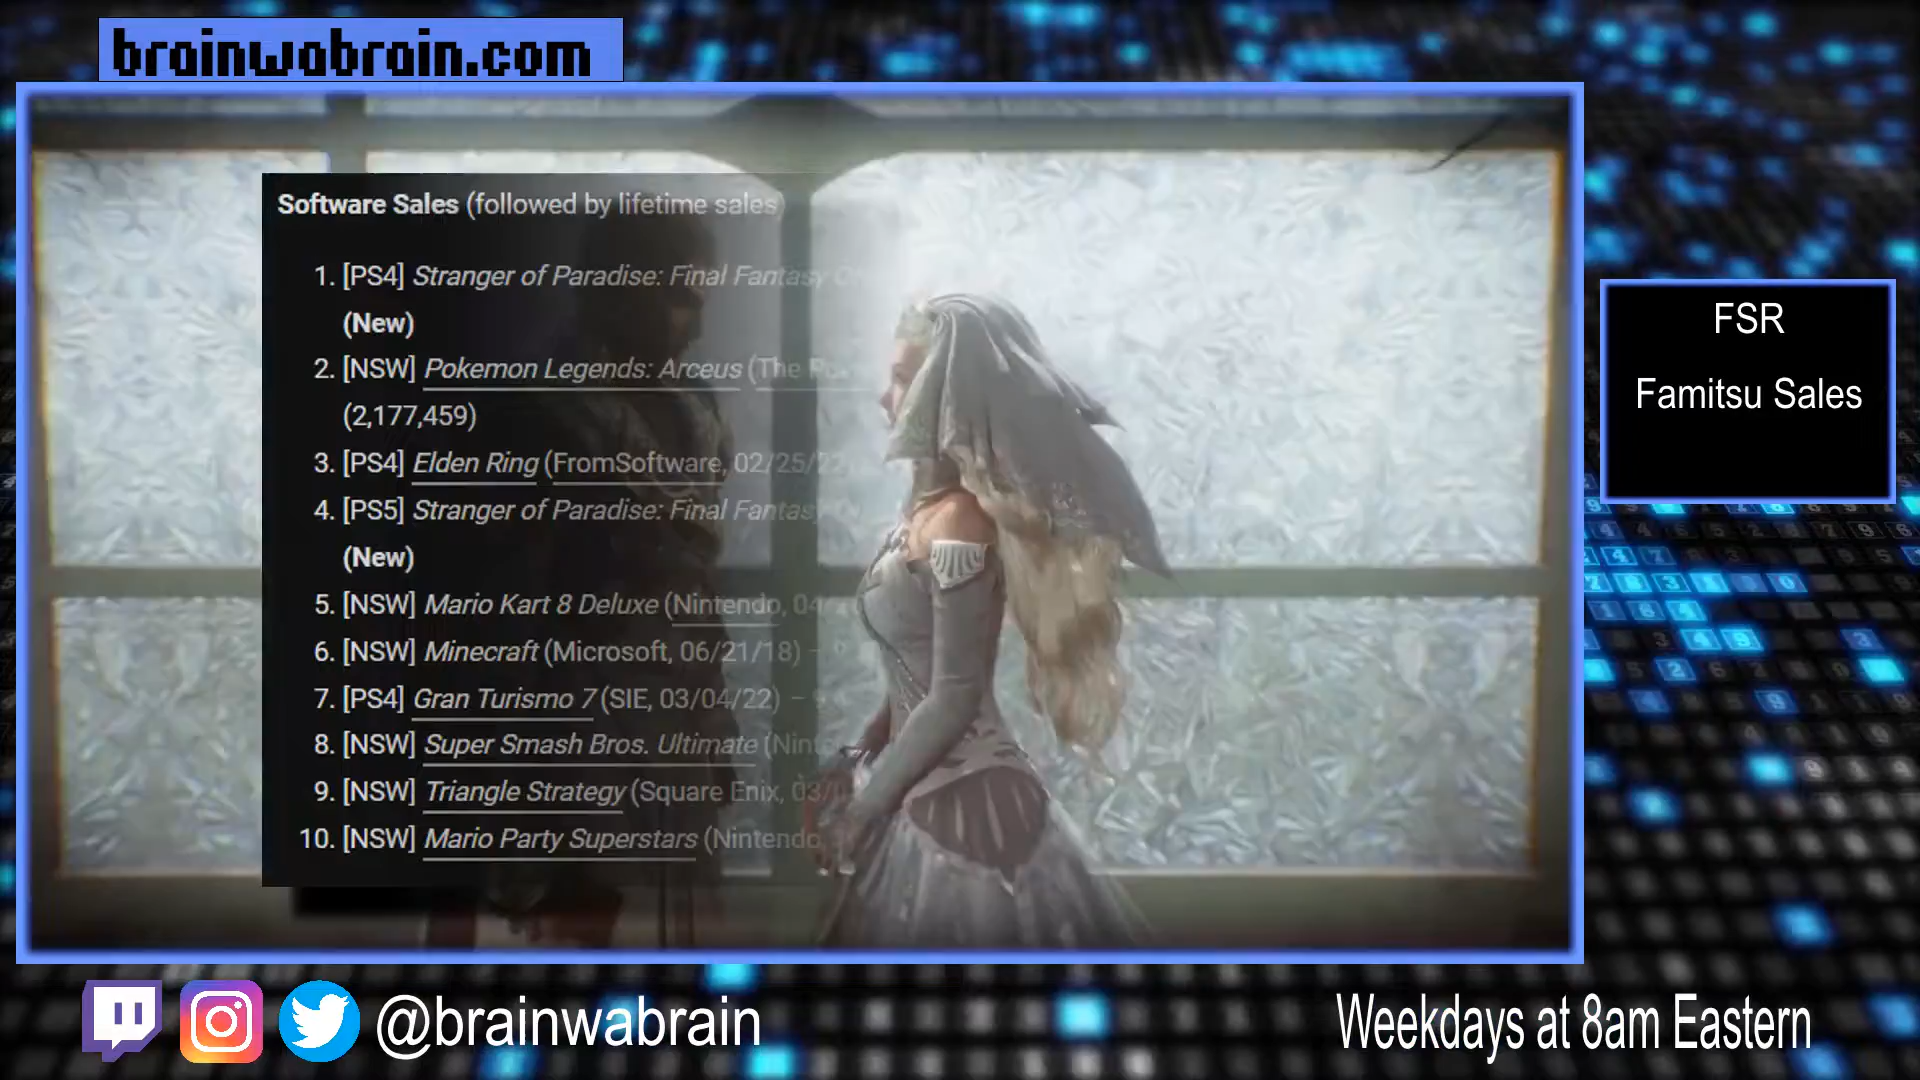 brainwabrain.com
Software Sales (followed by lifetime sales)
1. [PS4] Stranger of Paradise: Final Fantasy
(New)
2. [NSW] Pokemon Legends: Arceus (The
(2,177,459)
3. [PS4] Elden Ring (FromSoftware, 02/25/22
4. [PS5] Stranger of Paradise: Final Fantasy
(New)
5. [NSW] Mario Kart 8 Deluxe (Nintendo, 04
6. [NSW] Minecraft (Microsoft, 06/21/18) –
7. [PS4] Gran Turismo 7 (SIE, 03/04/22) –
8. [NSW] Super Smash Bros. Ultimate
9. [NSW] Triangle Strategy (Square Enix, 03/
10. [NSW] Mario Party Superstars (Nintendo,
FSR
Famitsu Sales
@brainwabrain
Weekdays at 8am Eastern